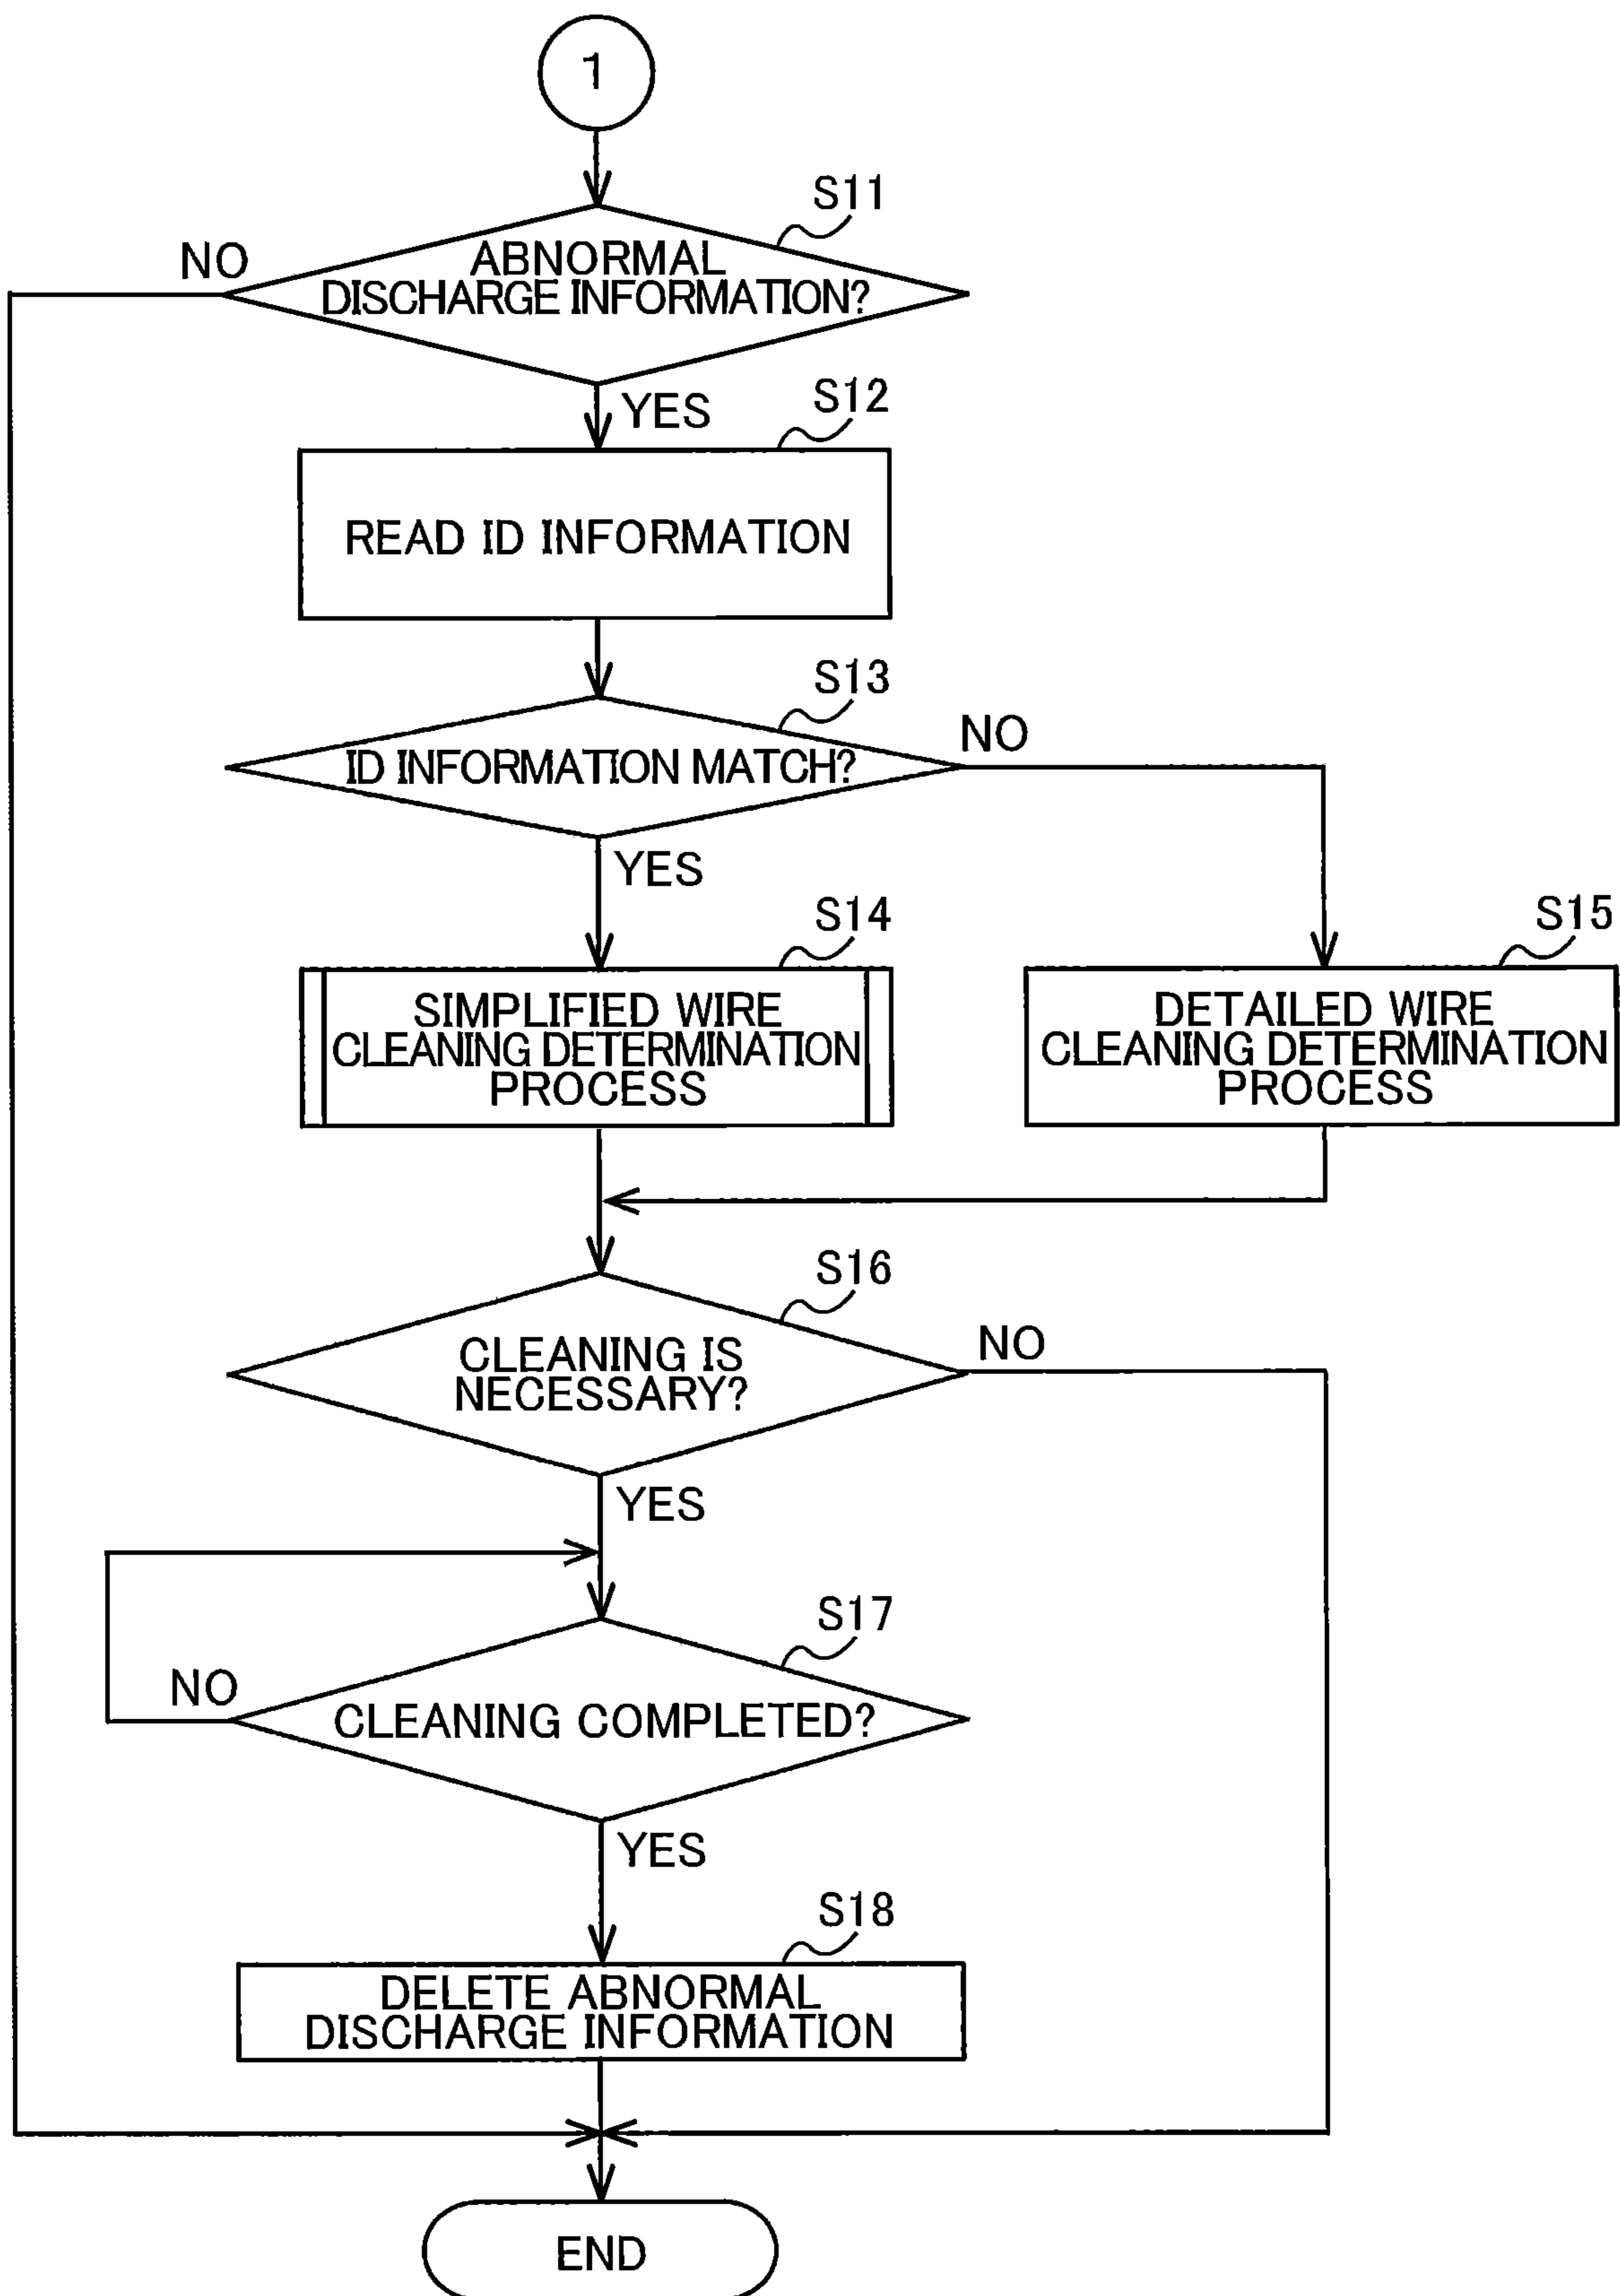 1
S11
NO
ABNORMAL
DISCHARGE INFORMATION?
YES
S12
READ ID INFORMATION
S13
NO
ID INFORMATION MATCH?
YES
S14
S15
SIMPLIFIED WIRE
CLEANING DETERMINATION
PROCESS
DETAILED WIRE
CLEANING DETERMINATION
PROCESS
S16
NO
CLEANING IS
NECESSARY?
YES
S17
NO
CLEANING COMPLETED?
YES
S18
DELETE ABNORMAL
DISCHARGE INFORMATION
END